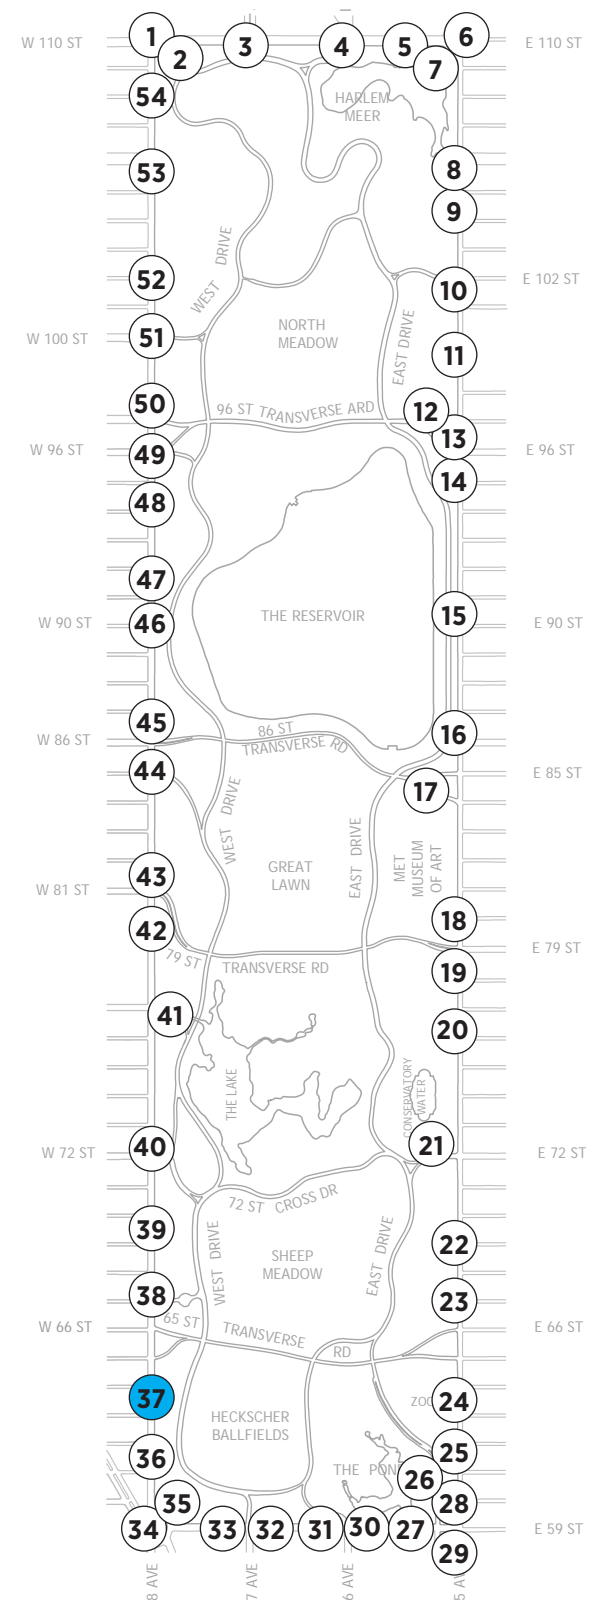 1
2
3
4
5
6
W 110 ST
E 110 ST
7
54
HARLEM
MEER
53
8
9
WEST DRIVE
52
E 102 ST
10
NORTH
MEADOW
W 100 ST
51
EAST DRIVE
11
50
96 ST TRANSVERSE ARD
12
13
W 96 ST
49
E 96 ST
14
48
47
W 90 ST
46
THE RESERVOIR
15
E 90 ST
45
86 ST
TRANSVERSE RD
16
W 86 ST
44
E 85 ST
17
WEST DRIVE
EAST DRIVE
MET
MUSEUM
OF ART
GREAT
LAWN
43
W 81 ST
42
18
79 ST
TRANSVERSE RD
E 79 ST
19
41
20
THE LAKE
CONSERVATORY
WATER
W 72 ST
40
21
E 72 ST
72 ST CROSS DR
39
WEST DRIVE
EAST DRIVE
22
SHEEP
MEADOW
38
23
65 ST TRANSVERSE RD
W 66 ST
E 66 ST
37
ZOO
24
HECKSCHER
BALLFIELDS
36
25
THE POND
26
35
28
34
33
32
31
30
27
E 59 ST
29
8 AVE
7 AVE
6 AVE
5 AV